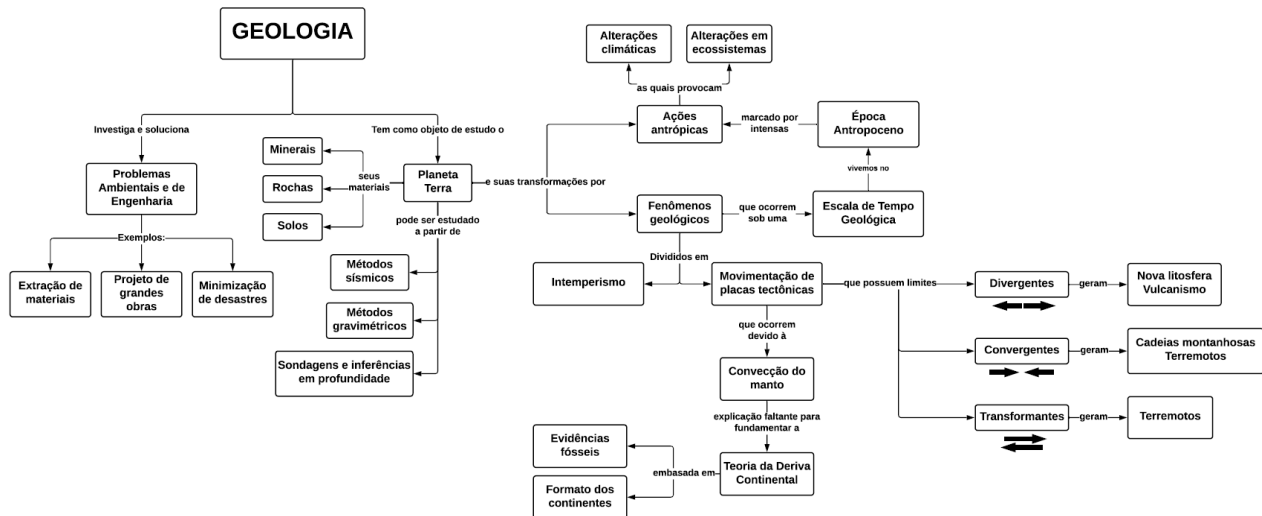 GEOLOGIA
Investiga e soluciona
Problemas
Ambientais e de
Engenharia
Exemplos:
Extração de
materiais
Projeto de
grandes
obras
Minimização
de desastres
Tem como objeto de estudo o
Planeta
Terra
seus
materiais
Minerais
Rochas
Solos
pode ser estudado
a partir de
Métodos
sísmicos
Métodos
gravimétricos
Sondagens e inferências
em profundidade
e suas transformações por
Ações
antrópicas
as quais provocam
Alterações
climáticas
Alterações em
ecossistemas
marcado por
intensas
Época
Antropoceno
vivemos no
Fenômenos
geológicos
que ocorrem
sob uma
Escala de Tempo
Geológica
Divididos em
Intemperismo
Movimentação de
placas tectônicas
que ocorrem
devido à
Convecção do
manto
explicação faltante para
fundamentar a
Teoria da Deriva
Continental
embasada em
Evidências
fósseis
Formato dos
continentes
que possuem limites
Divergentes
geram
Nova litosfera
Vulcanismo
Convergentes
geram
Cadeias montanhosas
Terremotos
Transformantes
geram
Terremotos